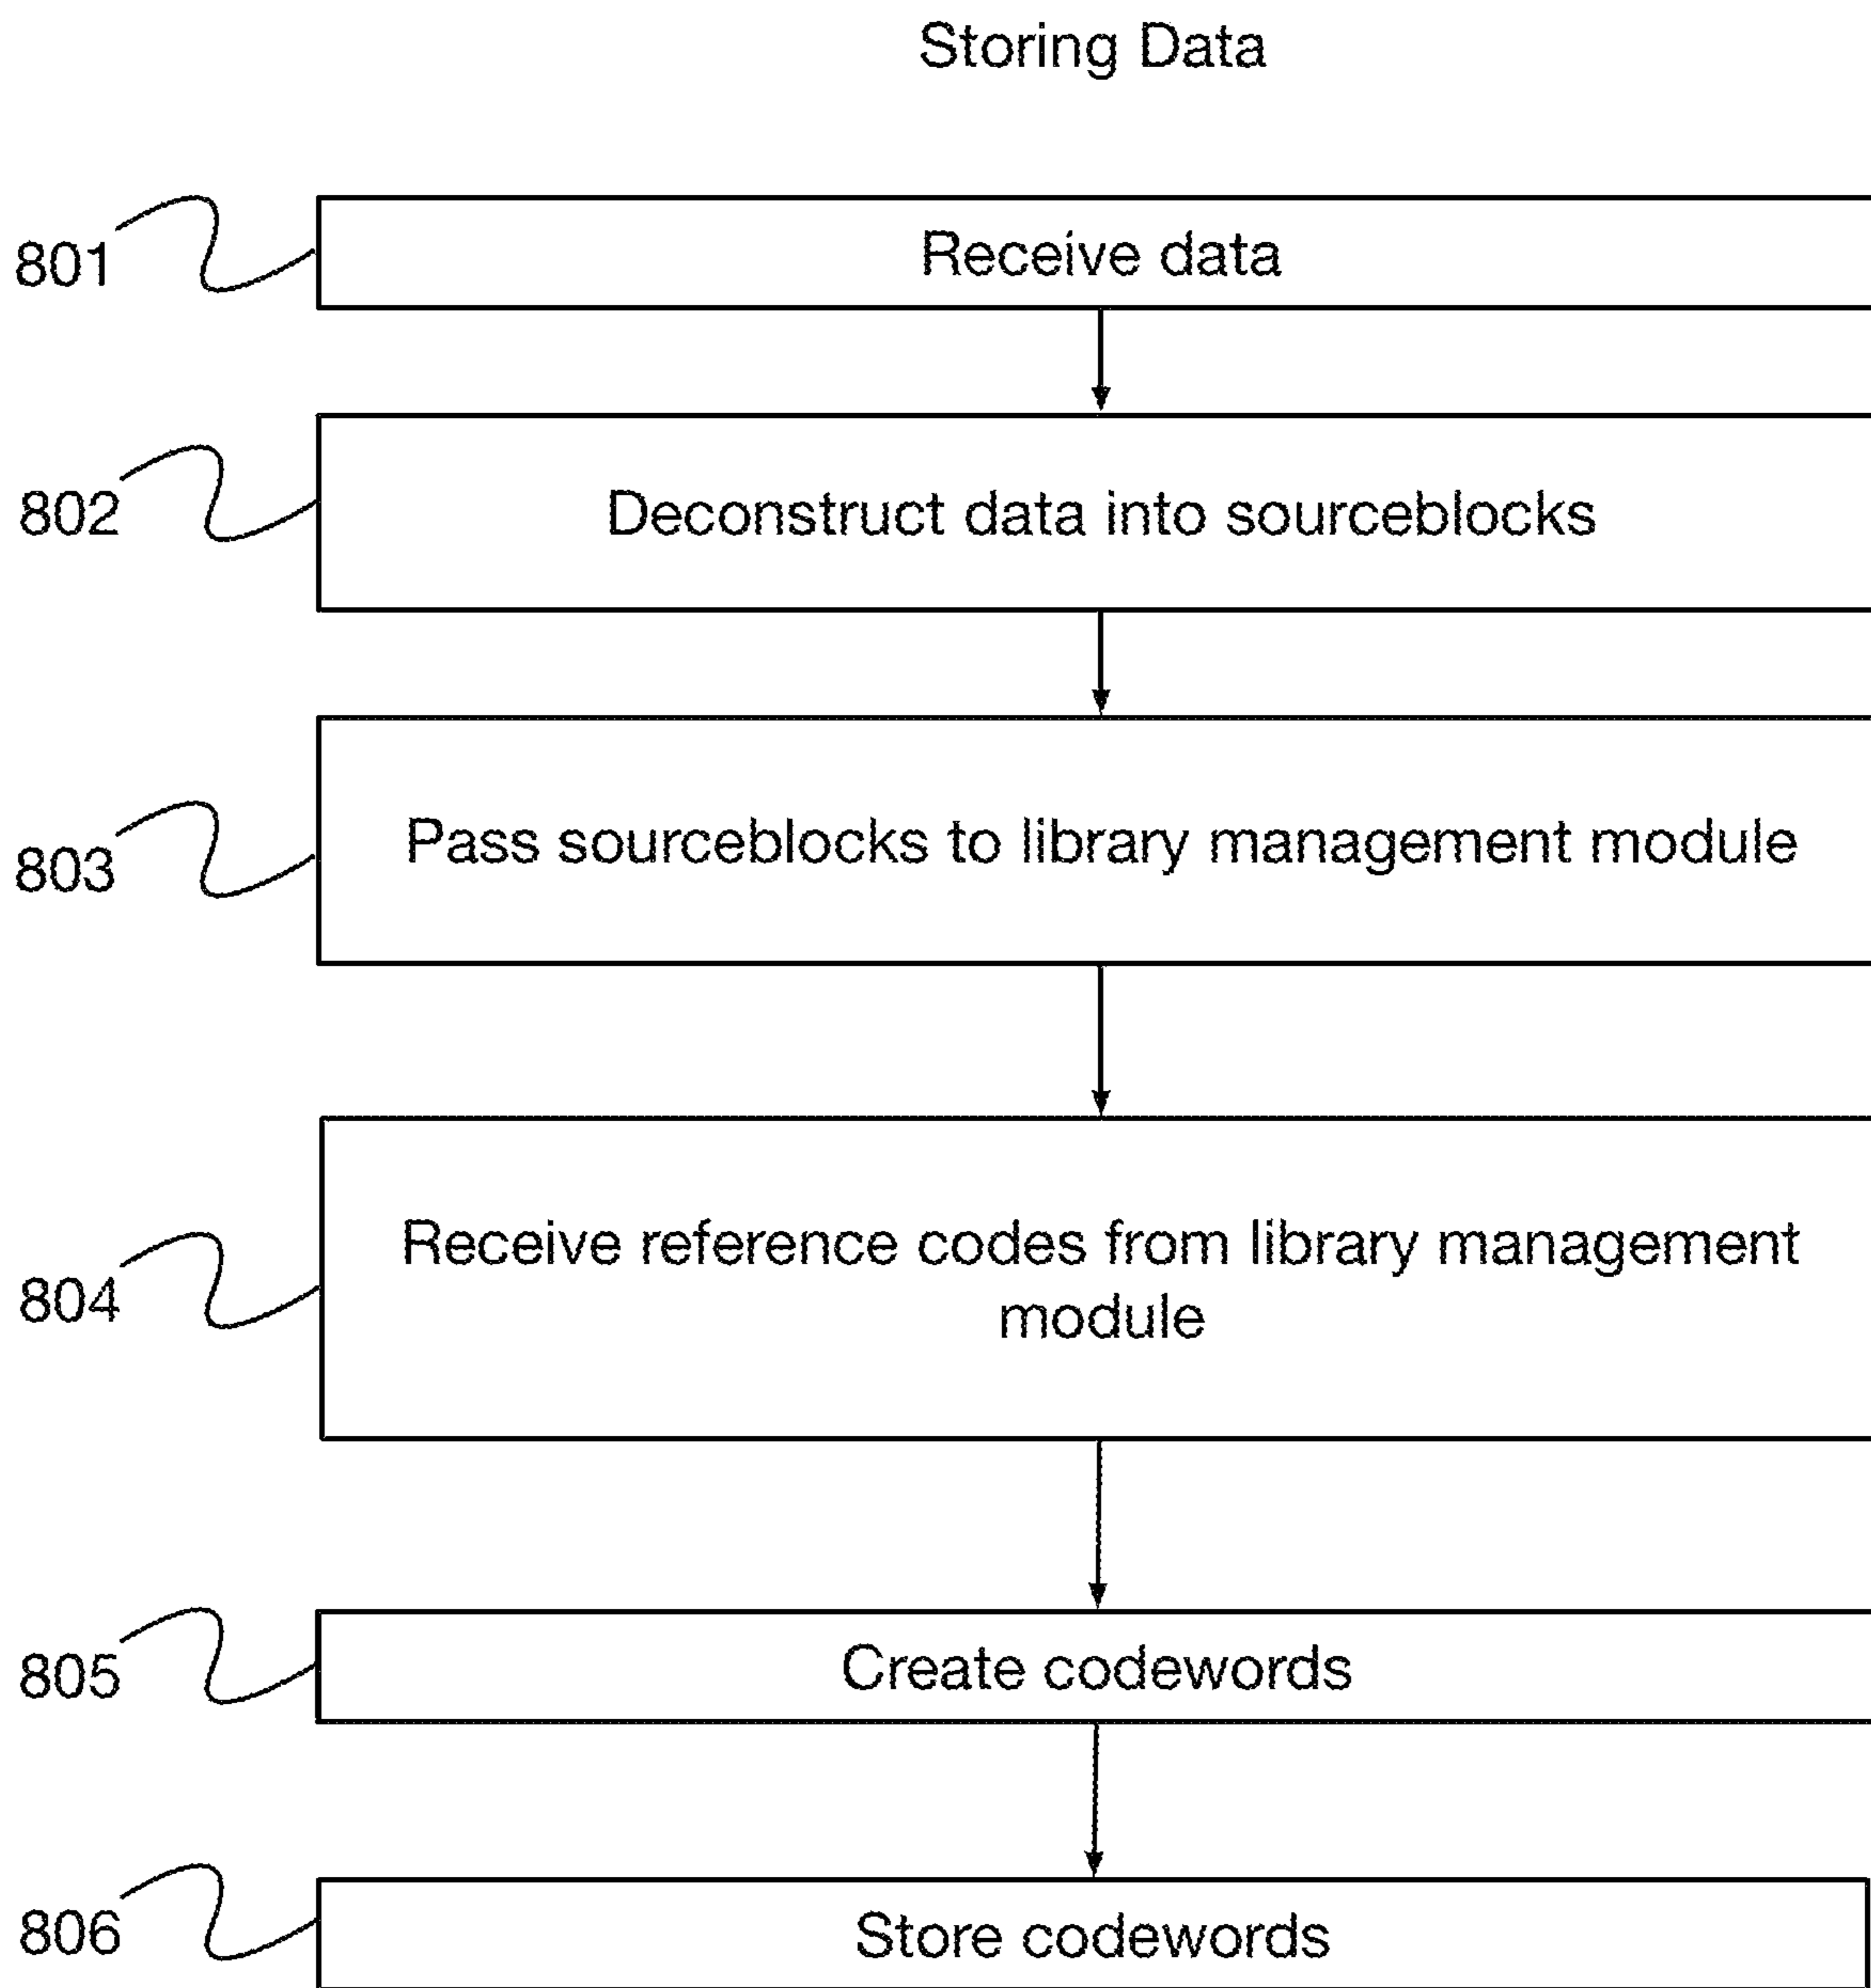 Storing Data
801
Receive data
802
Deconstruct data into sourceblocks
803
Pass sourceblocks to library management module
804
Receive reference codes from library management
module
805
Create codewords
806
Store codewords